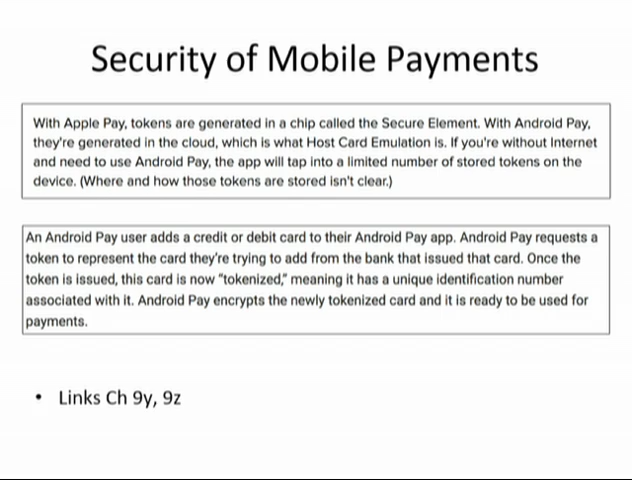 Security of Mobile Payments
With Apple Pay, tokens are generated in a chip called the Secure Element. With Android Pay,
they're generated in the cloud, which is what Host Card Emulation is. If you're without Internet
and need to use Android Pay, the app will tap into a limited number of stored tokens on the
device. (Where and how those tokens are stored isn't clear.)
An Android Pay user adds a credit or debit card to their Android Pay app. Android Pay requests a
token to represent the card they're trying to add from the bank that issued that card. Once the
token is issued, this card is now "tokenized," meaning it has a unique identification number
associated with it. Android Pay encrypts the newly tokenized card and it is ready to be used for
payments.
• Links Ch 9y, 9z